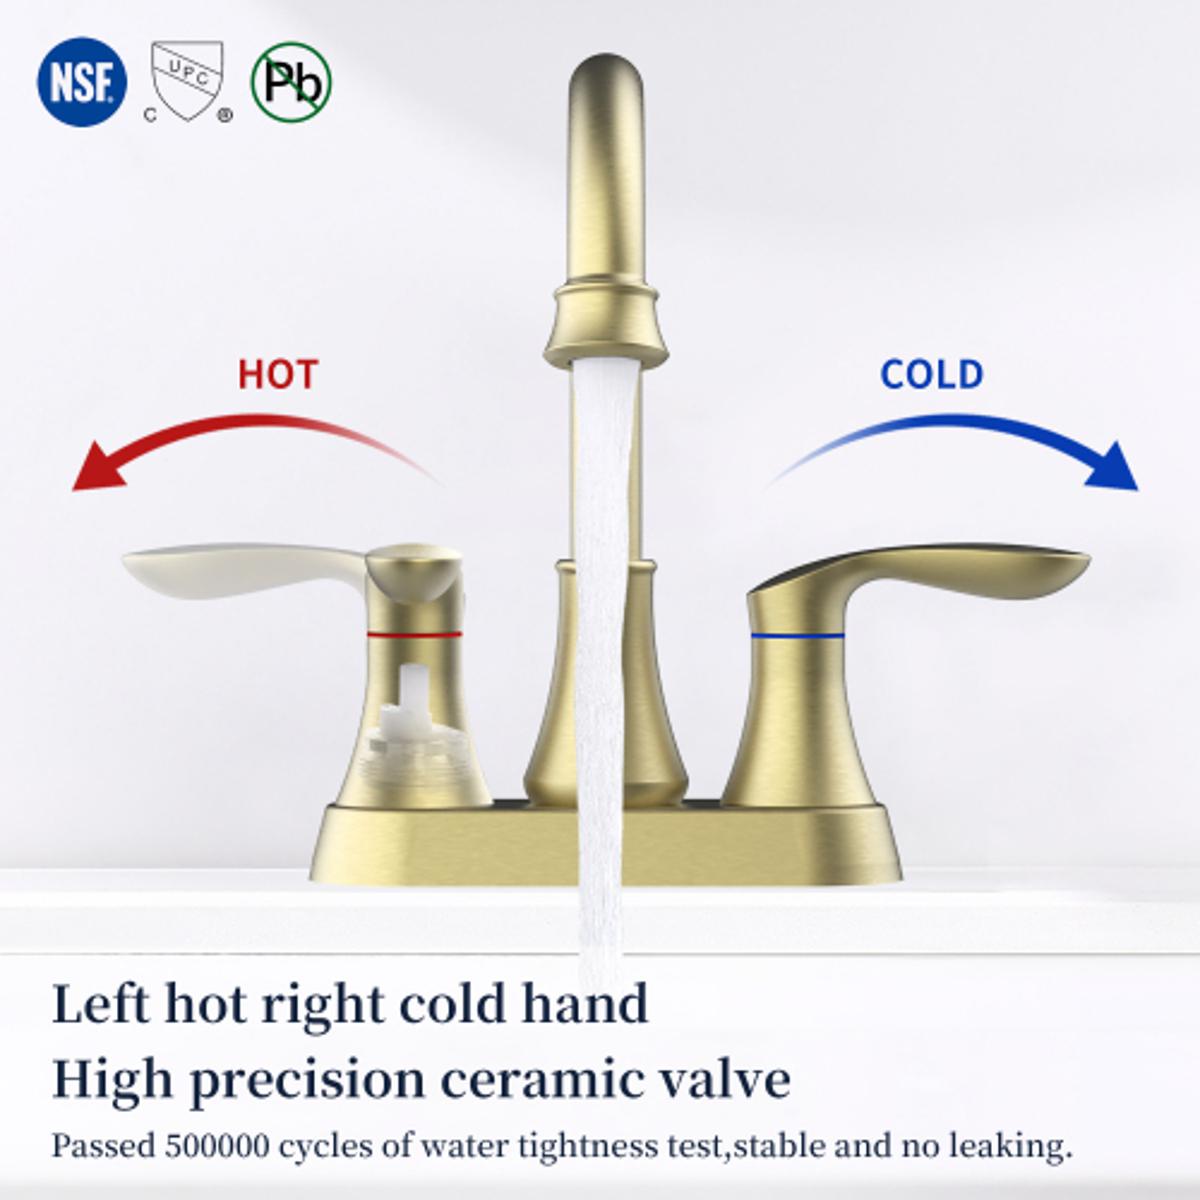 NSF.
UPC
C ®
Pb
HOT
COLD
Left hot right cold hand
High precision ceramic valve
Passed 500000 cycles of water tightness test,stable and no leaking.